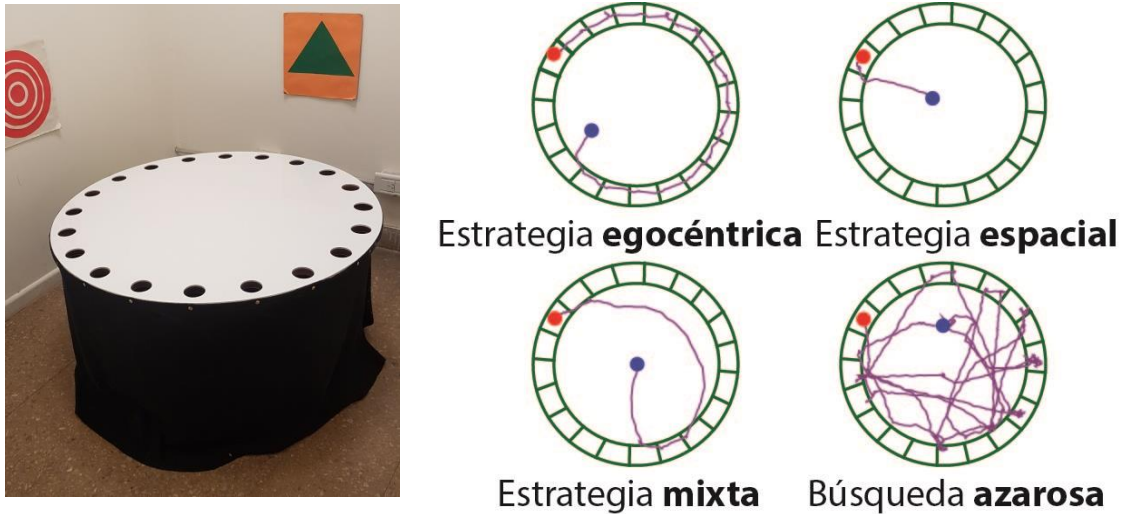 Estrategia egocéntrica
Estrategia espacial
Estrategia mixta
Búsqueda azarosa